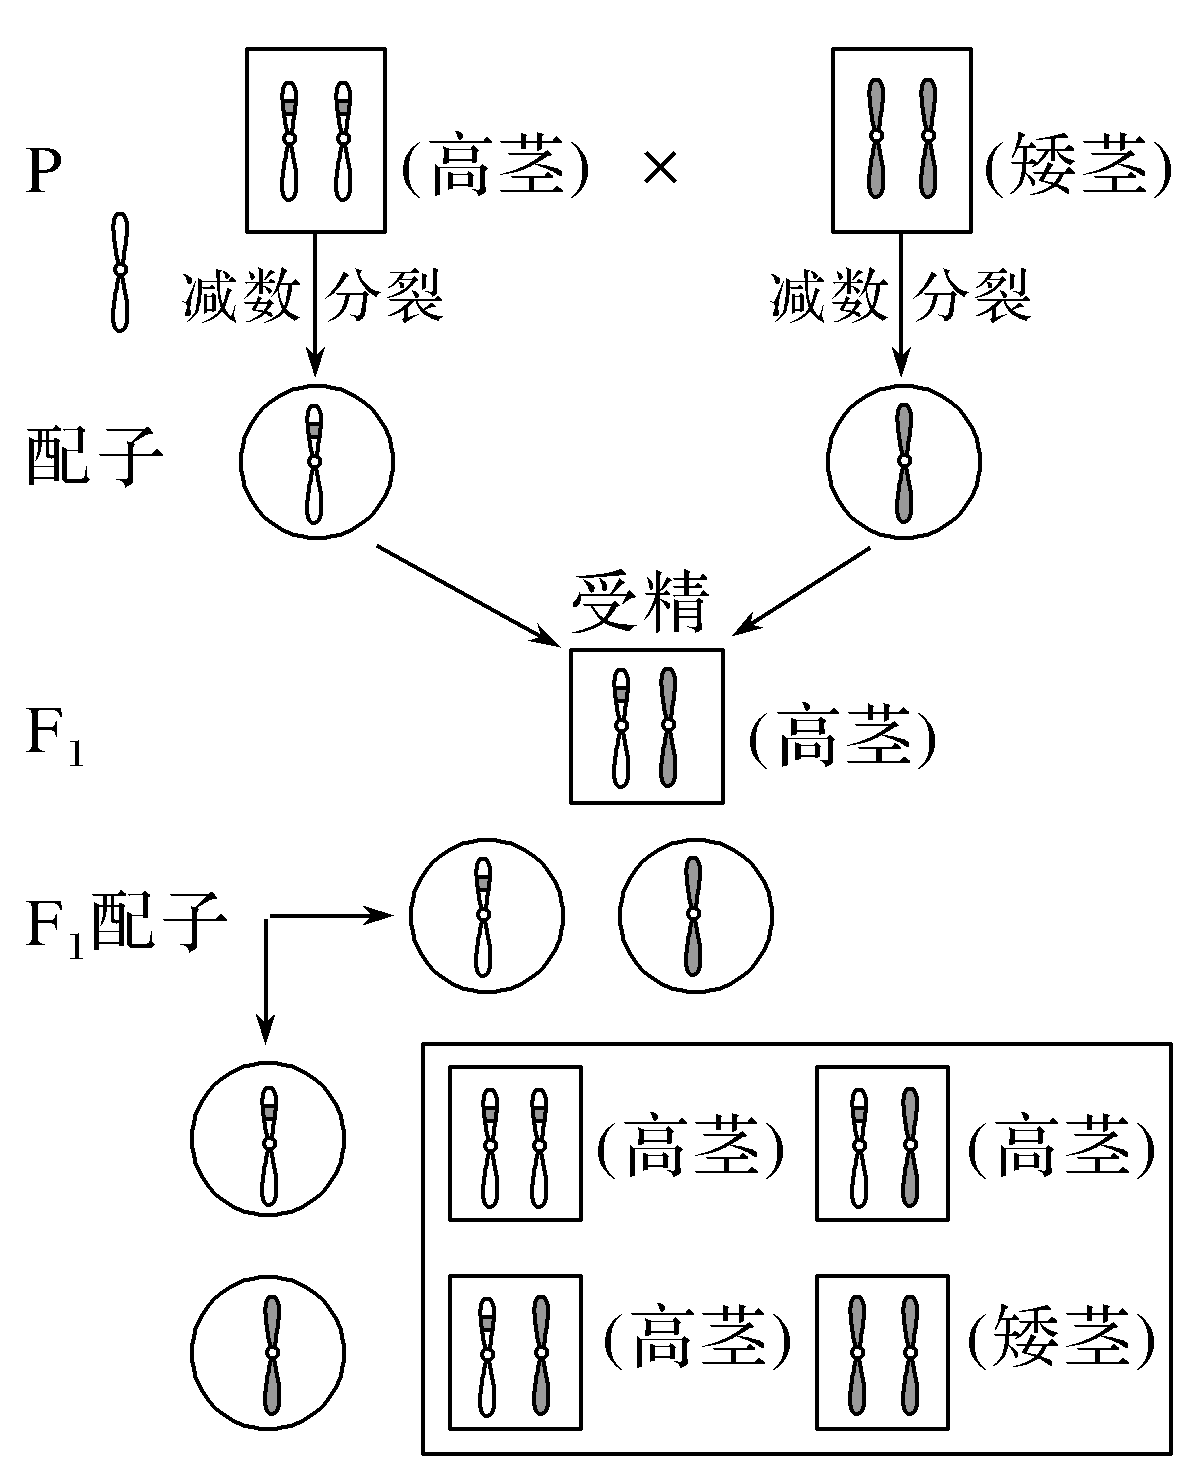 P (高茎) × (矮茎)
减数分裂 减数分裂
配子
受精
F₁ (高茎)
F₁配子
(高茎) (高茎)
(高茎) (矮茎)